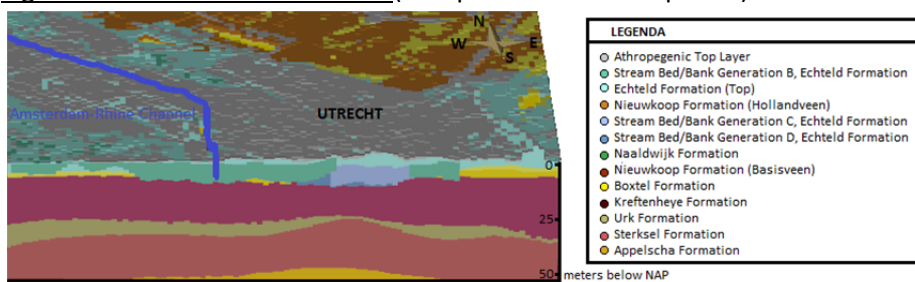 N
W
E
S
Amsterdam-Rhine Channel
UTRECHT
0
25
50
meters below NAP
LEGENDA
Athropegenic Top Layer
Stream Bed/Bank Generation B, Echteld Formation
Echteld Formation (Top)
Nieuwkoop Formation (Hollandveen)
Stream Bed/Bank Generation C, Echteld Formation
Stream Bed/Bank Generation D, Echteld Formation
Naaldwijk Formation
Nieuwkoop Formation (Basisveen)
Boxtel Formation
Kreftenheye Formation
Urk Formation
Sterksel Formation
Appelscha Formation